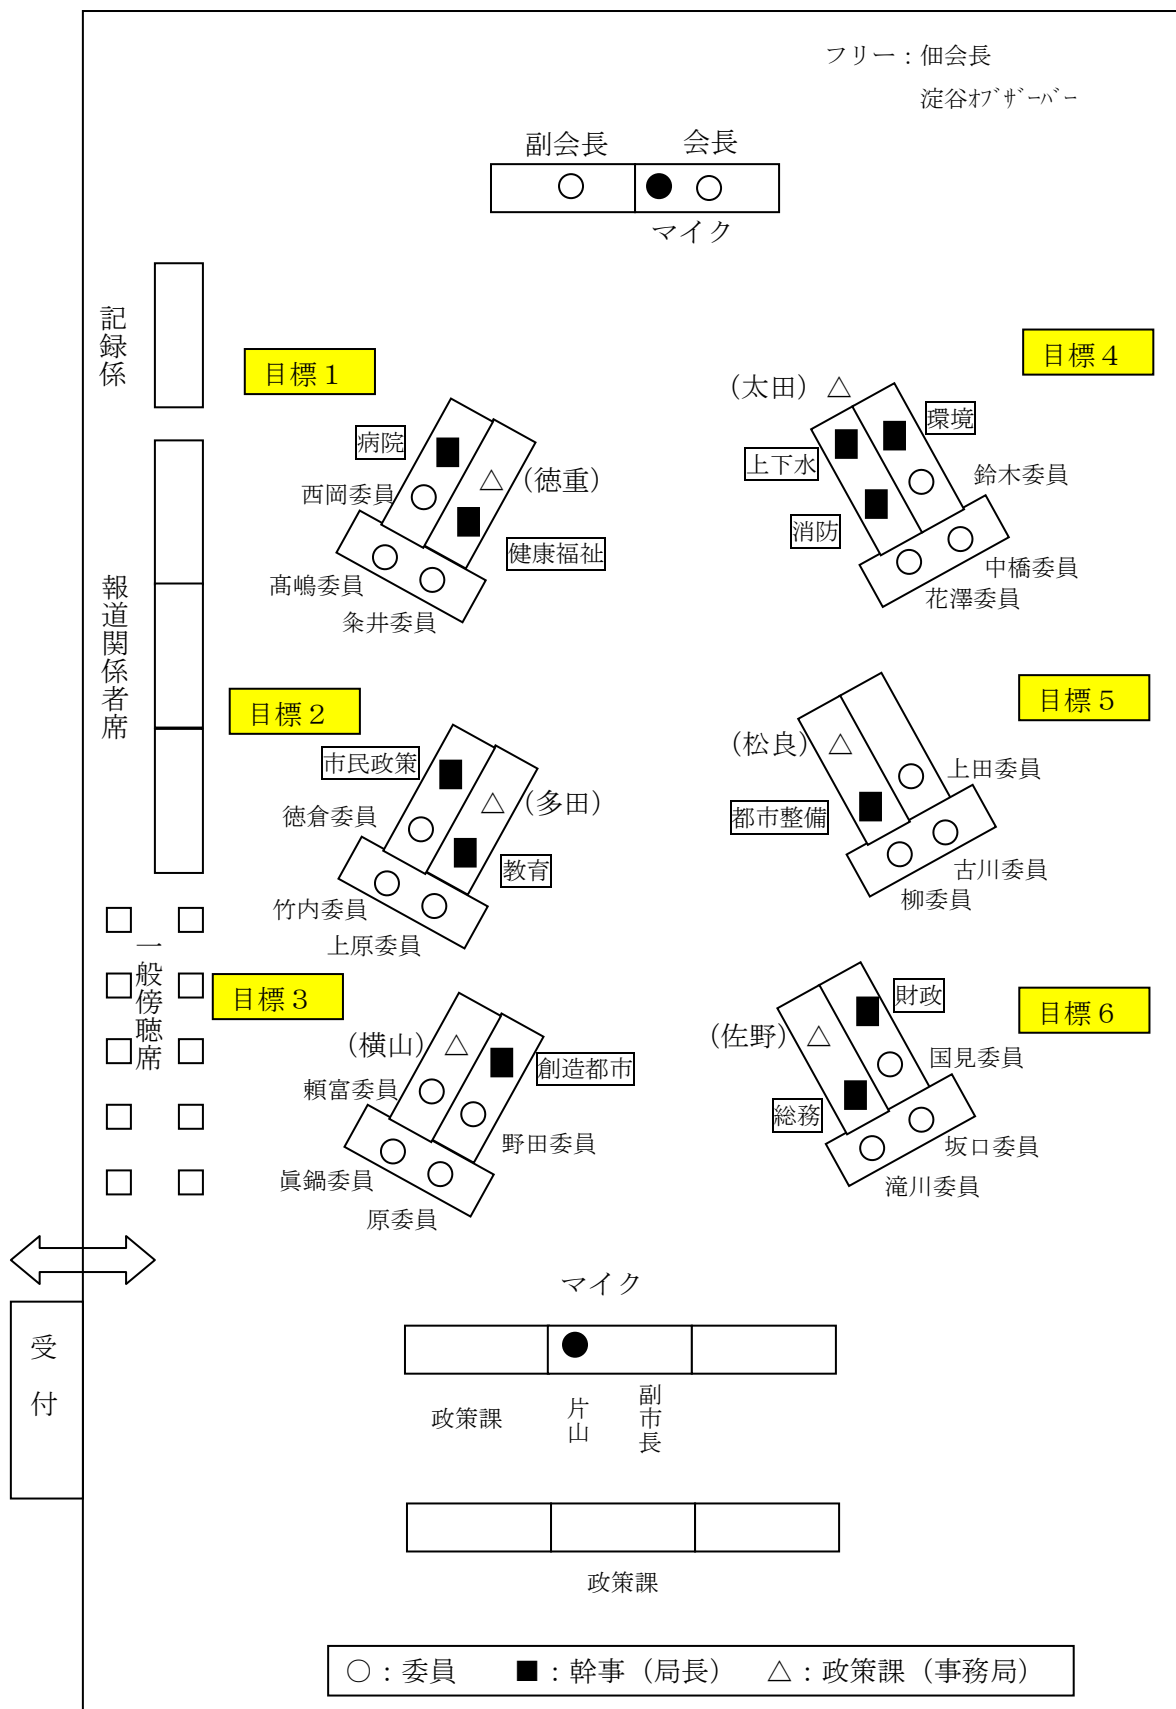 フリー：佃会長
淀谷ｵﾌﾞｻﾞｰﾊﾞｰ
副会長　会長
マイク
記録係
目標１
病院
西岡委員
（徳重）
健康福祉
髙嶋委員
粂井委員
目標４
（太田）△
環境
上下水
鈴木委員
消防
中橋委員
花澤委員
報道関係者席
目標２
市民政策
徳倉委員
（多田）
教育
竹内委員
上原委員
目標５
（松良）
上田委員
都市整備
古川委員
柳委員
一般傍聴席
目標３
（横山）
創造都市
頼富委員
野田委員
眞鍋委員
原委員
目標６
財政
（佐野）
国見委員
総務
坂口委員
滝川委員
受付
マイク
政策課
片山
副市長
政策課
○：委員　■：幹事（局長）　△：政策課（事務局）